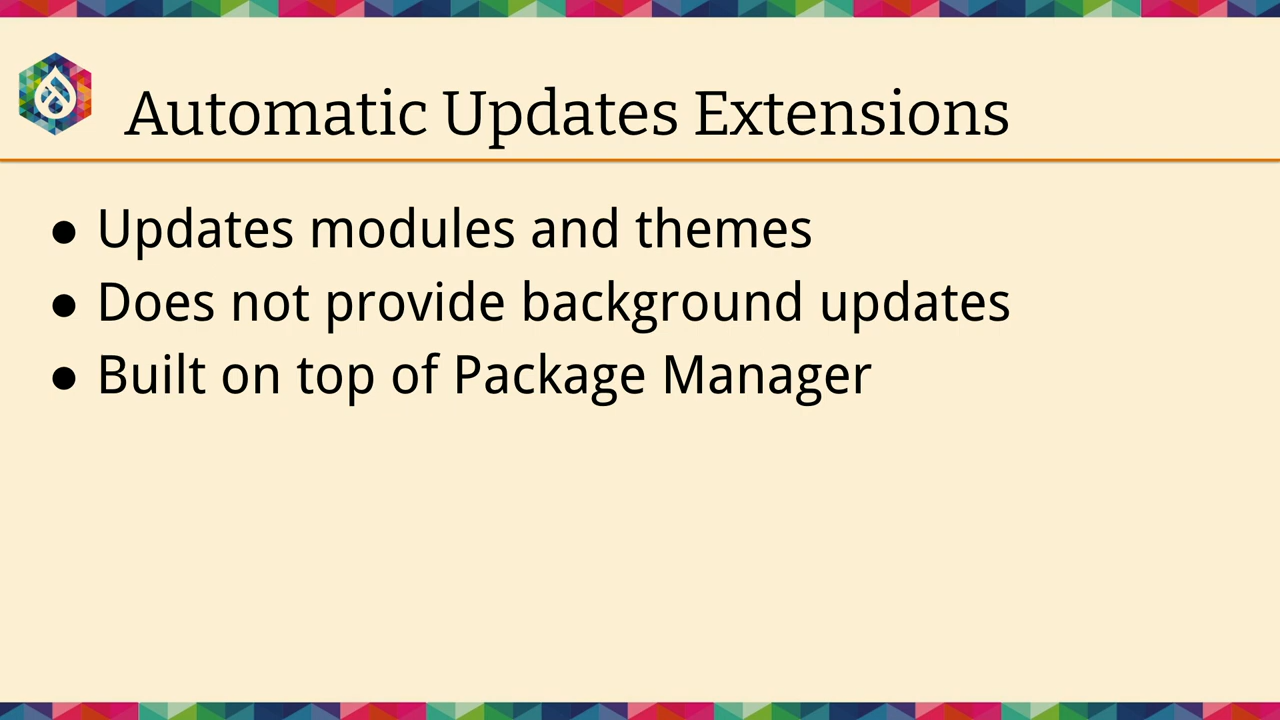 Automatic Updates Extensions
● Updates modules and themes
● Does not provide background updates
● Built on top of Package Manager